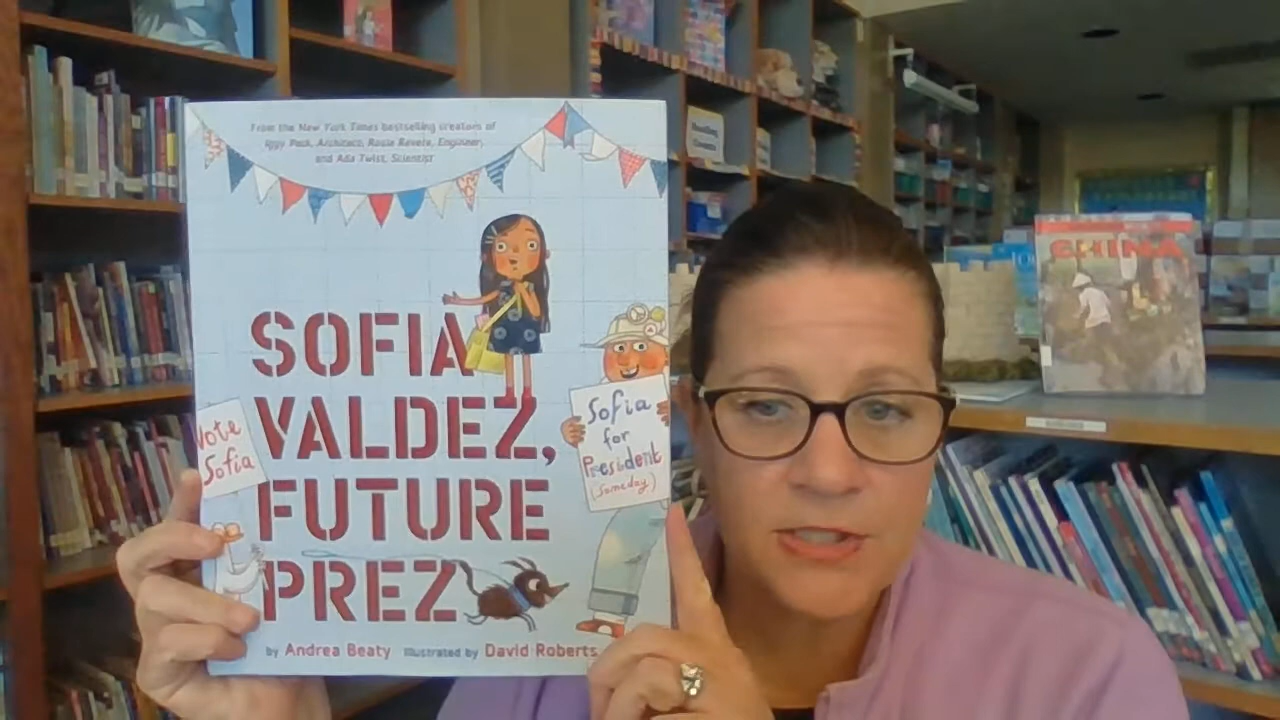 From the New York Times bestselling creators of
Iggy Peck, Architect, Rosie Revere, Engineer,
and Ada Twist, Scientist
SOFIA
VALDEZ,
FUTURE
PREZ
Vote
Sofia
Sofia
for
President
(Someday)
by Andrea Beaty Illustrated by David Roberts
CHINA